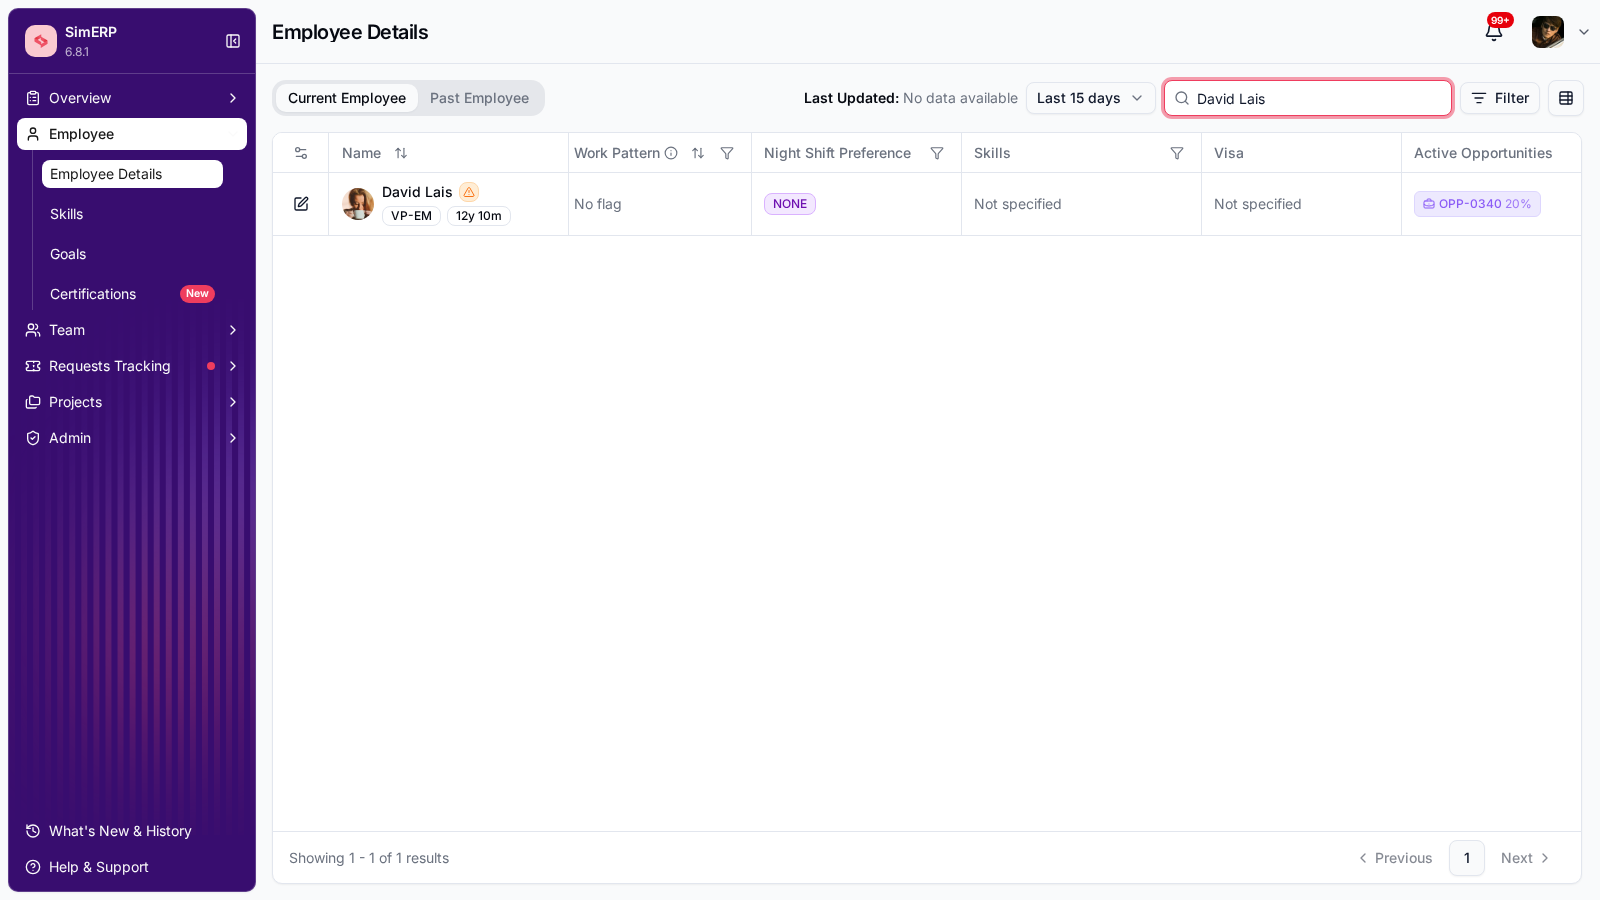 SimERP
6.8.1
Overview
Employee
Employee Details
Skills
Goals
Certifications New
Team
Requests Tracking
Projects
Admin
What's New & History
Help & Support
Employee Details
99+
Current Employee Past Employee
Last Updated: No data available Last 15 days David Lais Filter
Name Work Pattern Night Shift Preference Skills Visa Active Opportunities
David Lais
VP-EM 12y 10m
No flag NONE Not specified Not specified OPP-0340 20%
Showing 1 - 1 of 1 results Previous 1 Next